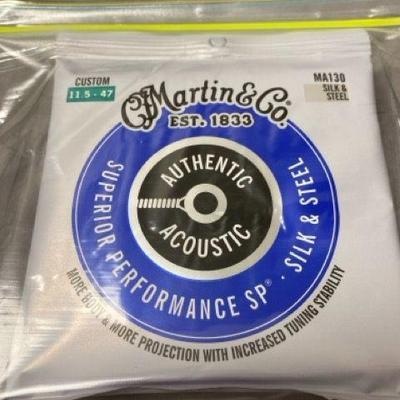 CUSTOM
11.5 - 47
MA130
SILK &
STEEL
Martin & Co.
EST. 1833
AUTHENTIC
ACOUSTIC
SUPERIOR PERFORMANCE SP® · SILK & STEEL
MORE BODY & MORE PROJECTION WITH INCREASED TUNING STABILITY